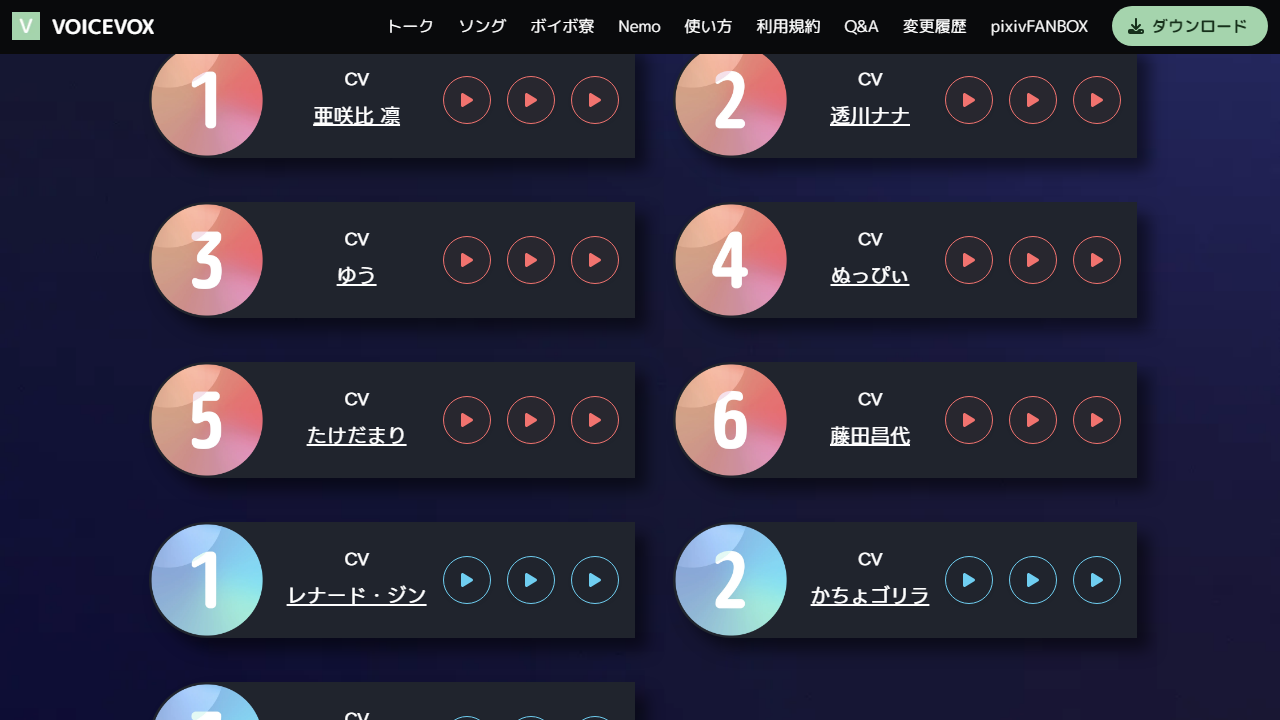 V VOICEVOX トーク ソング ボイボ寮 Nemo 使い方 利用規約 Q&A 変更履歴 pixivFANBOX ダウンロード
1
CV
亜咲比 凛
2
CV
透川ナナ
3
CV
ゆう
4
CV
ぬっぴぃ
5
CV
たけだまり
6
CV
藤田昌代
1
CV
レナード・ジン
2
CV
かちょゴリラ
CV